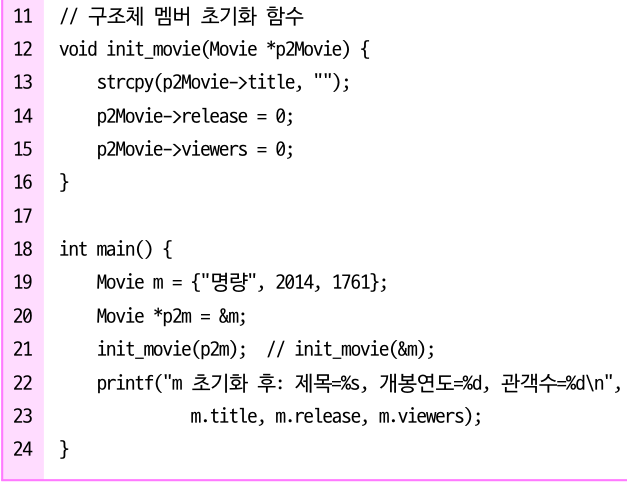 11 // 구조체 멤버 초기화 함수
12 void init_movie(Movie *p2Movie) {
13     strcpy(p2Movie->title, "");
14     p2Movie->release = 0;
15     p2Movie->viewers = 0;
16 }
17
18 int main() {
19     Movie m = {"명량", 2014, 1761};
20     Movie *p2m = &m;
21     init_movie(p2m);  // init_movie(&m);
22     printf("m 초기화 후: 제목=%s, 개봉연도=%d, 관객수=%d\n",
23               m.title, m.release, m.viewers);
24 }